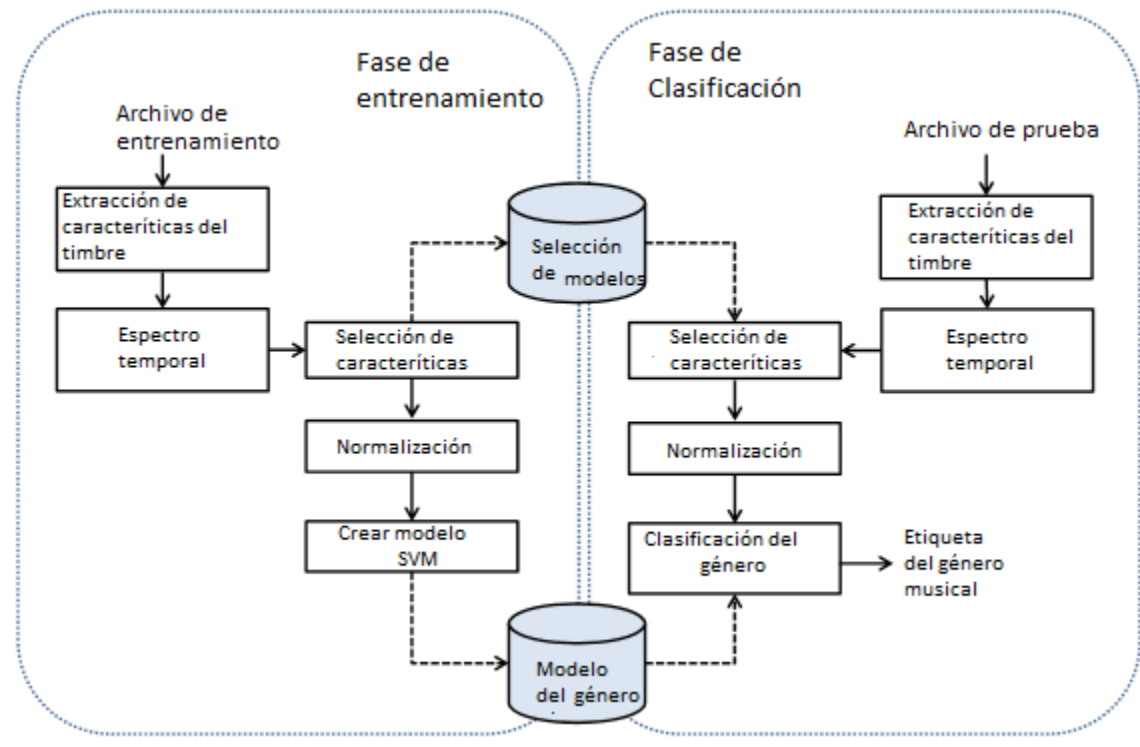 Fase de
entrenamiento
Archivo de
entrenamiento
Extracción de
caracteríticas del
timbre
Espectro
temporal
Selección de
caracteríticas
Normalización
Crear modelo
SVM
Selección
de modelos
Modelo
del género
Fase de
Clasificación
Archivo de prueba
Extracción de
caracteríticas del
timbre
Espectro
temporal
Selección de
caracteríticas
Normalización
Clasificación del
género
Etiqueta
del género
musical